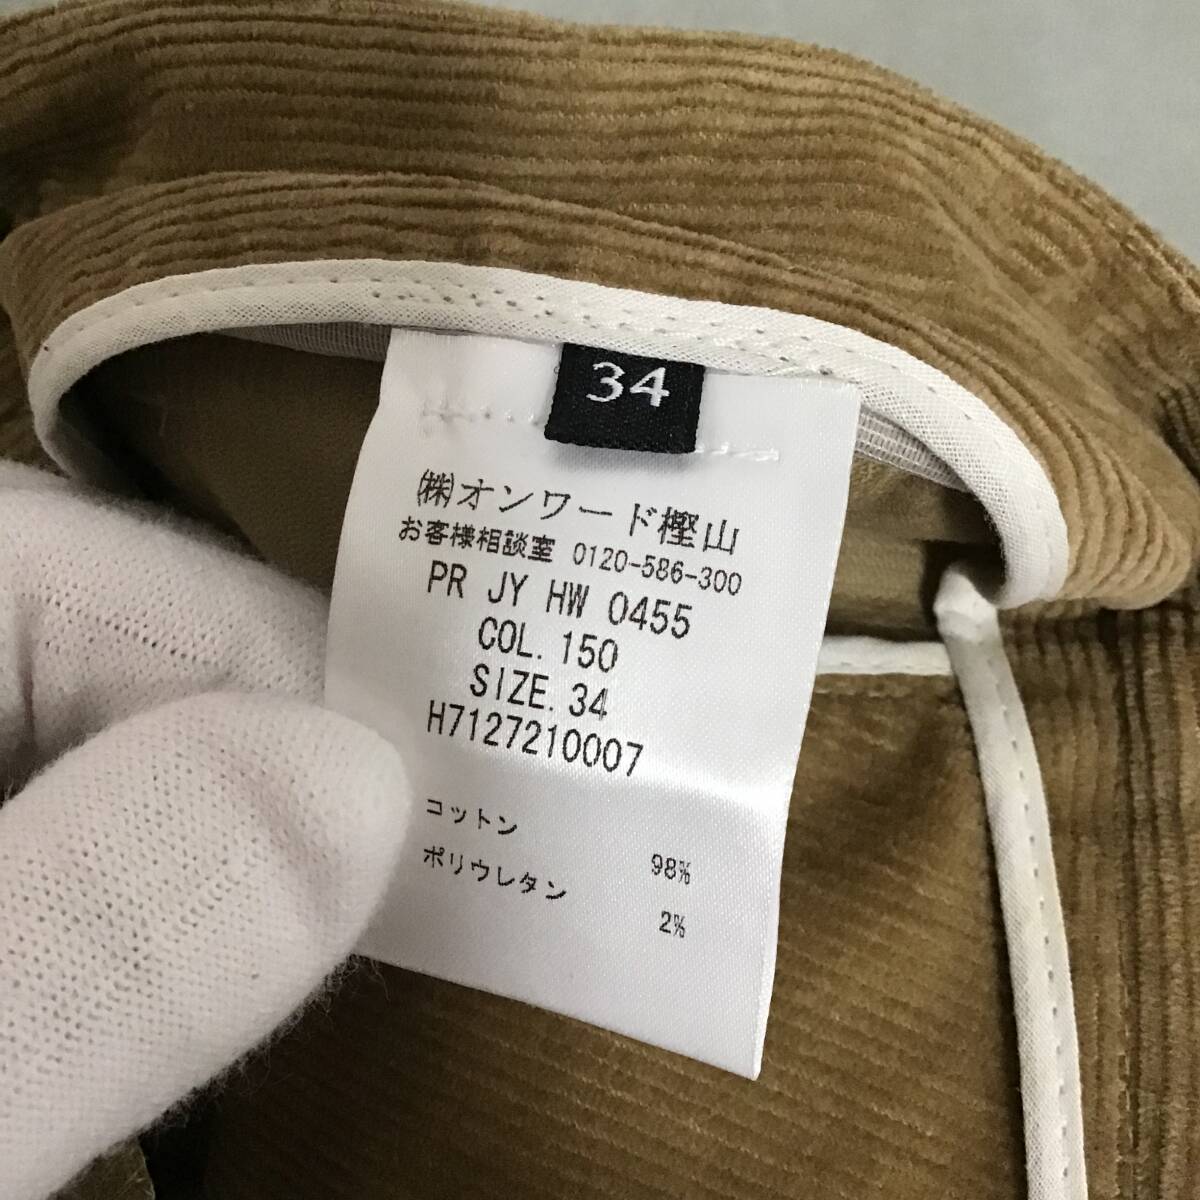 34
㈱オンワード樫山
お客様相談室 0120-586-300
PR JY HW 0455
COL.150
SIZE.34
H7127210007
コットン 98%
ポリウレタン 2%